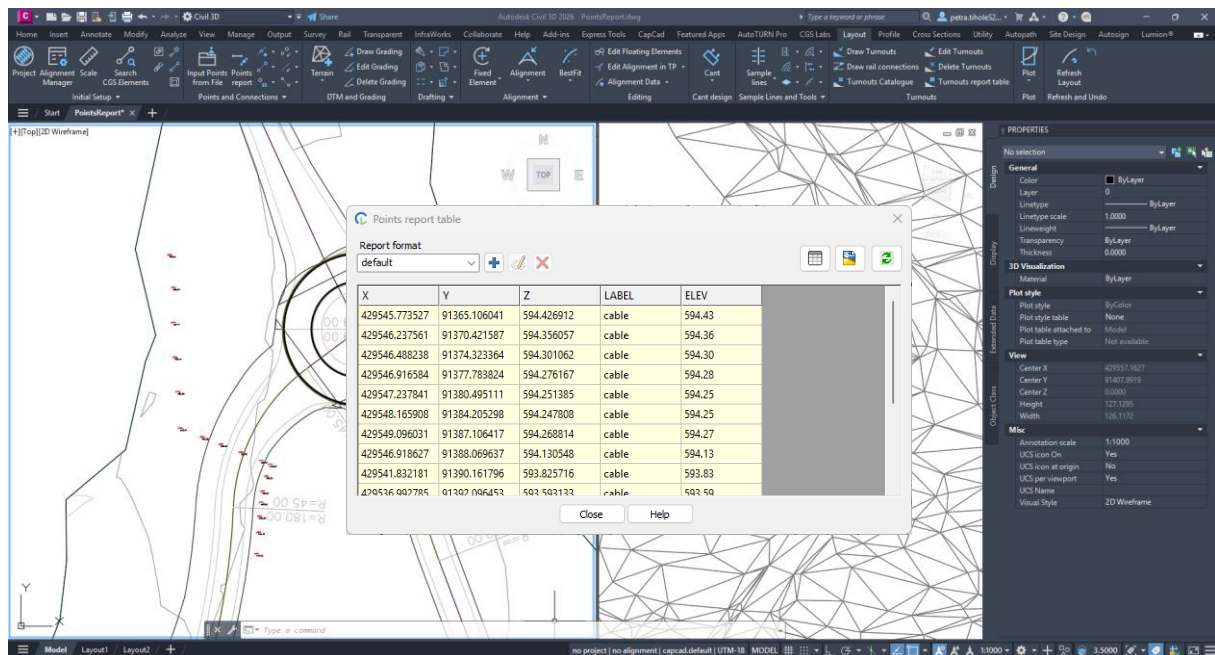 C Civil 3D Share Autodesk Civil 3D 2026 PointsReport.dwg Type a keyword or phrase petra.tihole52...
Home Insert Annotate Modify Analyze View Manage Output Survey Rail Transparent InfraWorks Collaborate Help Add-ins Express Tools CapCad Featured Apps AutoTURN Pro CGS Labs Layout Profile Cross Sections Utility Autopath Site Design Autosign Lumion®
Project Manager Alignment Scale Search CGS Elements Input Points from File Points report Terrain Draw Grading Edit Grading Delete Grading Fixed Element Alignment BestFit Edit Floating Elements Edit Alignment in TP Alignment Data Cant Sample lines Draw Turnouts Draw rail connections Turnouts Catalogue Edit Turnouts Delete Turnouts Turnouts report table Plot Refresh Layout
Initial Setup Points and Connections DTM and Grading Drafting Alignment Editing Cant design Sample Lines and Tools Turnouts Plot Refresh and Undo
Start PointsReport*
[+][Top][2D Wireframe]
N
W TOP E
Points report table
Report format
default
X Y Z LABEL ELEV
429545.773527 91365.106041 594.426912 cable 594.43
429546.237561 91370.421587 594.356057 cable 594.36
429546.488238 91374.323364 594.301062 cable 594.30
429546.916584 91377.783824 594.276167 cable 594.28
429547.237841 91380.495111 594.251385 cable 594.25
429548.165908 91384.205298 594.247808 cable 594.25
429549.096031 91387.106417 594.268814 cable 594.27
429546.918627 91388.069637 594.130548 cable 594.13
429541.832181 91390.161796 593.825716 cable 593.83
429536.992785 91392.096453 593.593133 cable 593.59
Close Help
R=45.00
R=180.00
PROPERTIES
No selection
General
Color ByLayer
Layer 0
Linetype ByLayer
Linetype scale 1.0000
Lineweight ByLayer
Transparency ByLayer
Thickness 0.0000
3D Visualization
Material ByLayer
Plot style
Plot style ByColor
Plot style table None
Plot table attached to Model
Plot table type Not available
View
Center X 429557.1627
Center Y 91407.9919
Center Z 0.0000
Height 127.1295
Width 126.1172
Misc
Annotation scale 1:1000
UCS icon On Yes
UCS icon at origin No
UCS per viewport Yes
UCS Name
Visual Style 2D Wireframe
Design
Display
Extended Data
Object Class
Y
X
Type a command
Model Layout1 Layout2 no project | no alignment | capcad.default | UTM-18 MODEL 1:1000 3.5000